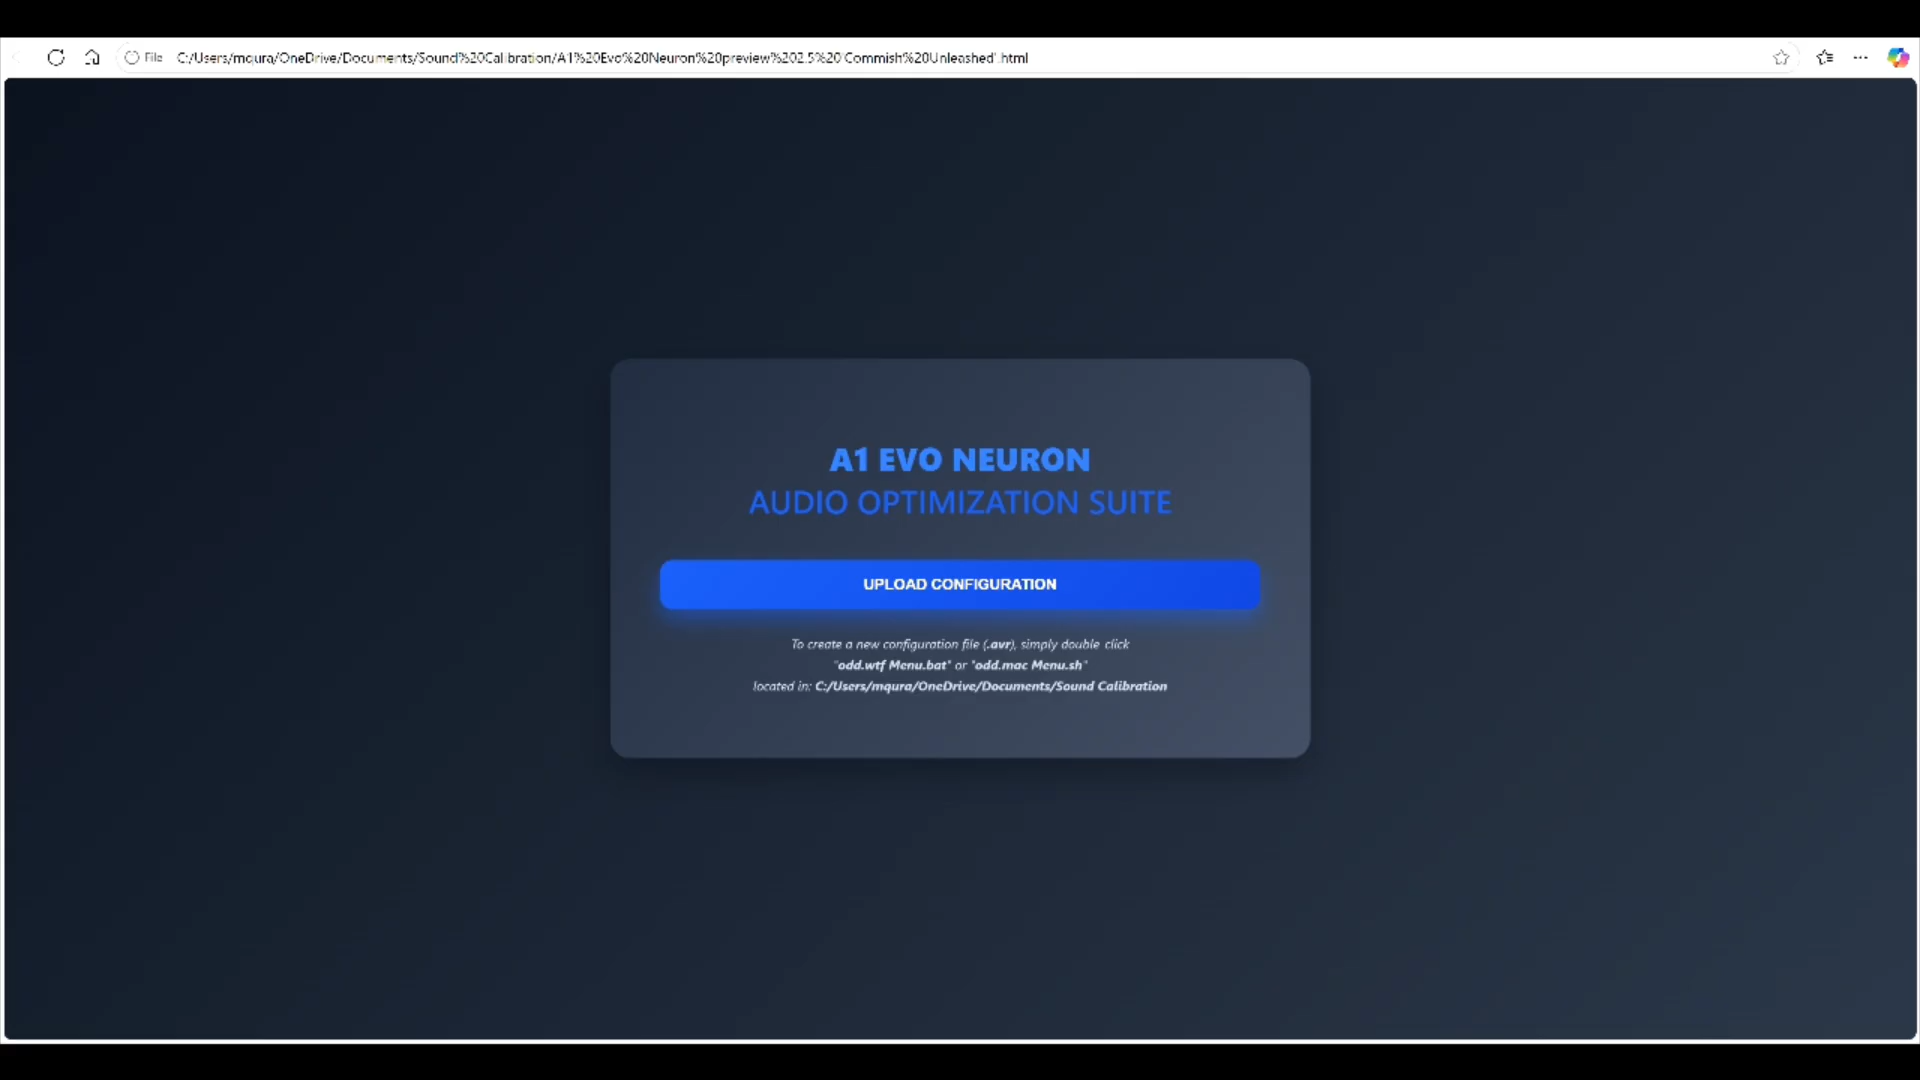 File C:/Users/mqura/OneDrive/Documents/Sound%20Calibration/A1%20Evo%20Neuron%20preview%202.5%20'Commish%20Unleashed'.html
A1 EVO NEURON
AUDIO OPTIMIZATION SUITE
UPLOAD CONFIGURATION
To create a new configuration file (.avr), simply double click
"odd.wtf Menu.bat" or "odd.mac Menu.sh"
located in: C:/Users/mqura/OneDrive/Documents/Sound Calibration